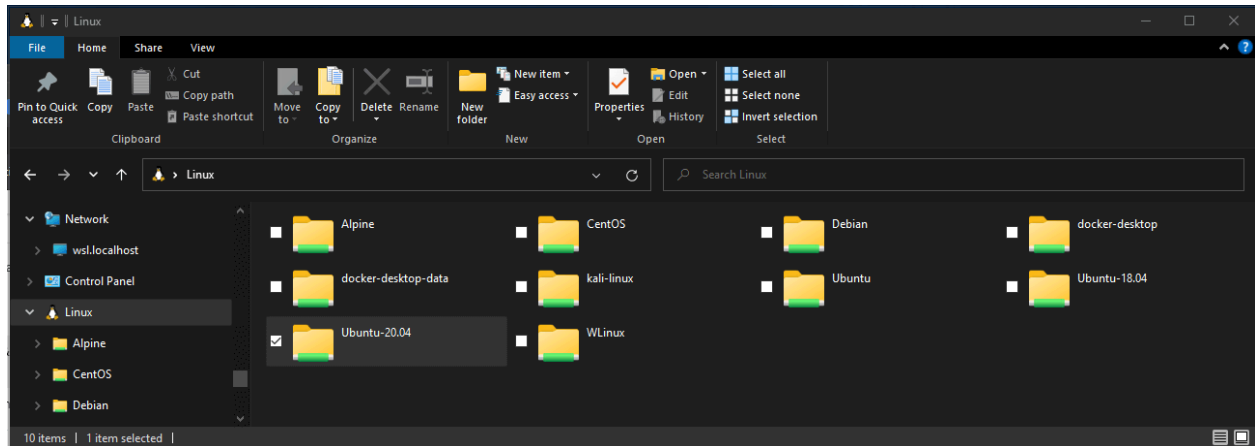 Linux
File Home Share View
Pin to Quick access
Copy
Paste
Cut
Copy path
Paste shortcut
Clipboard
Move to
Copy to
Delete
Rename
Organize
New folder
New item
Easy access
New
Properties
Open
Edit
History
Open
Select all
Select none
Invert selection
Select
Linux
Search Linux
Network
wsl.localhost
Control Panel
Linux
Alpine
CentOS
Debian
Alpine CentOS Debian docker-desktop
docker-desktop-data kali-linux Ubuntu Ubuntu-18.04
Ubuntu-20.04 WLinux
10 items 1 item selected